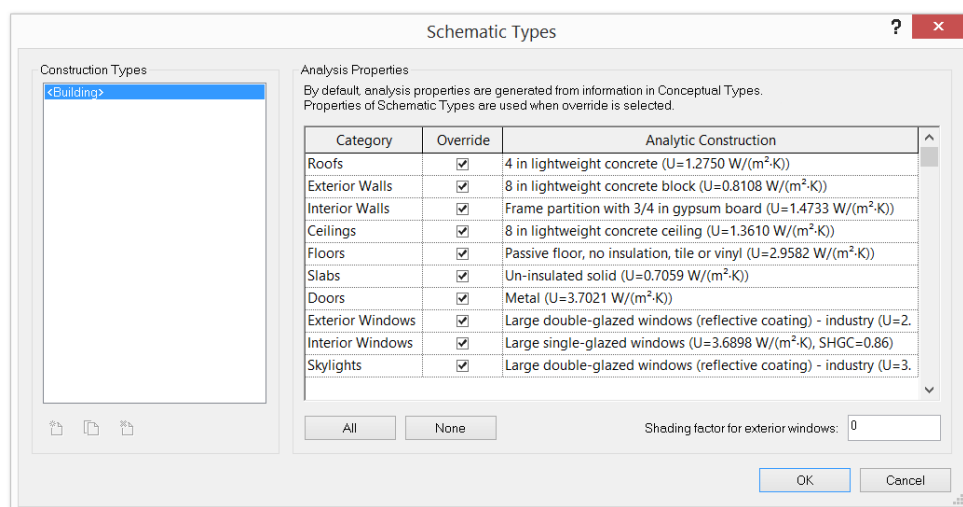 Schematic Types
?
×
Construction Types
<Building>
Analysis Properties
By default, analysis properties are generated from information in Conceptual Types.
Properties of Schematic Types are used when override is selected.
Category Override Analytic Construction
Roofs 4 in lightweight concrete (U=1.2750 W/(m²·K))
Exterior Walls 8 in lightweight concrete block (U=0.8108 W/(m²·K))
Interior Walls Frame partition with 3/4 in gypsum board (U=1.4733 W/(m²·K))
Ceilings 8 in lightweight concrete ceiling (U=1.3610 W/(m²·K))
Floors Passive floor, no insulation, tile or vinyl (U=2.9582 W/(m²·K))
Slabs Un-insulated solid (U=0.7059 W/(m²·K))
Doors Metal (U=3.7021 W/(m²·K))
Exterior Windows Large double-glazed windows (reflective coating) - industry (U=2.
Interior Windows Large single-glazed windows (U=3.6898 W/(m²·K), SHGC=0.86)
Skylights Large double-glazed windows (reflective coating) - industry (U=3.
All None Shading factor for exterior windows: 0
OK Cancel